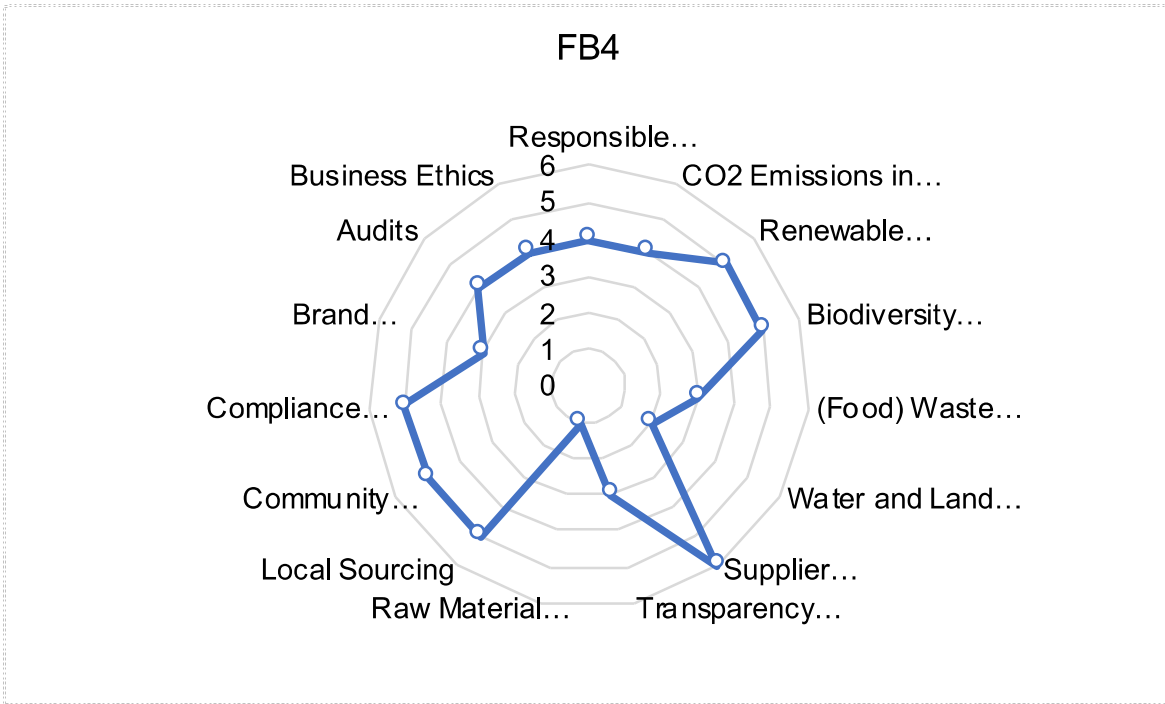 FB4
Responsible…
CO2 Emissions in…
Renewable…
Biodiversity…
(Food) Waste…
Water and Land…
Supplier…
Transparency…
Raw Material…
Local Sourcing
Community…
Compliance…
Brand…
Audits
Business Ethics
6
5
4
3
2
1
0